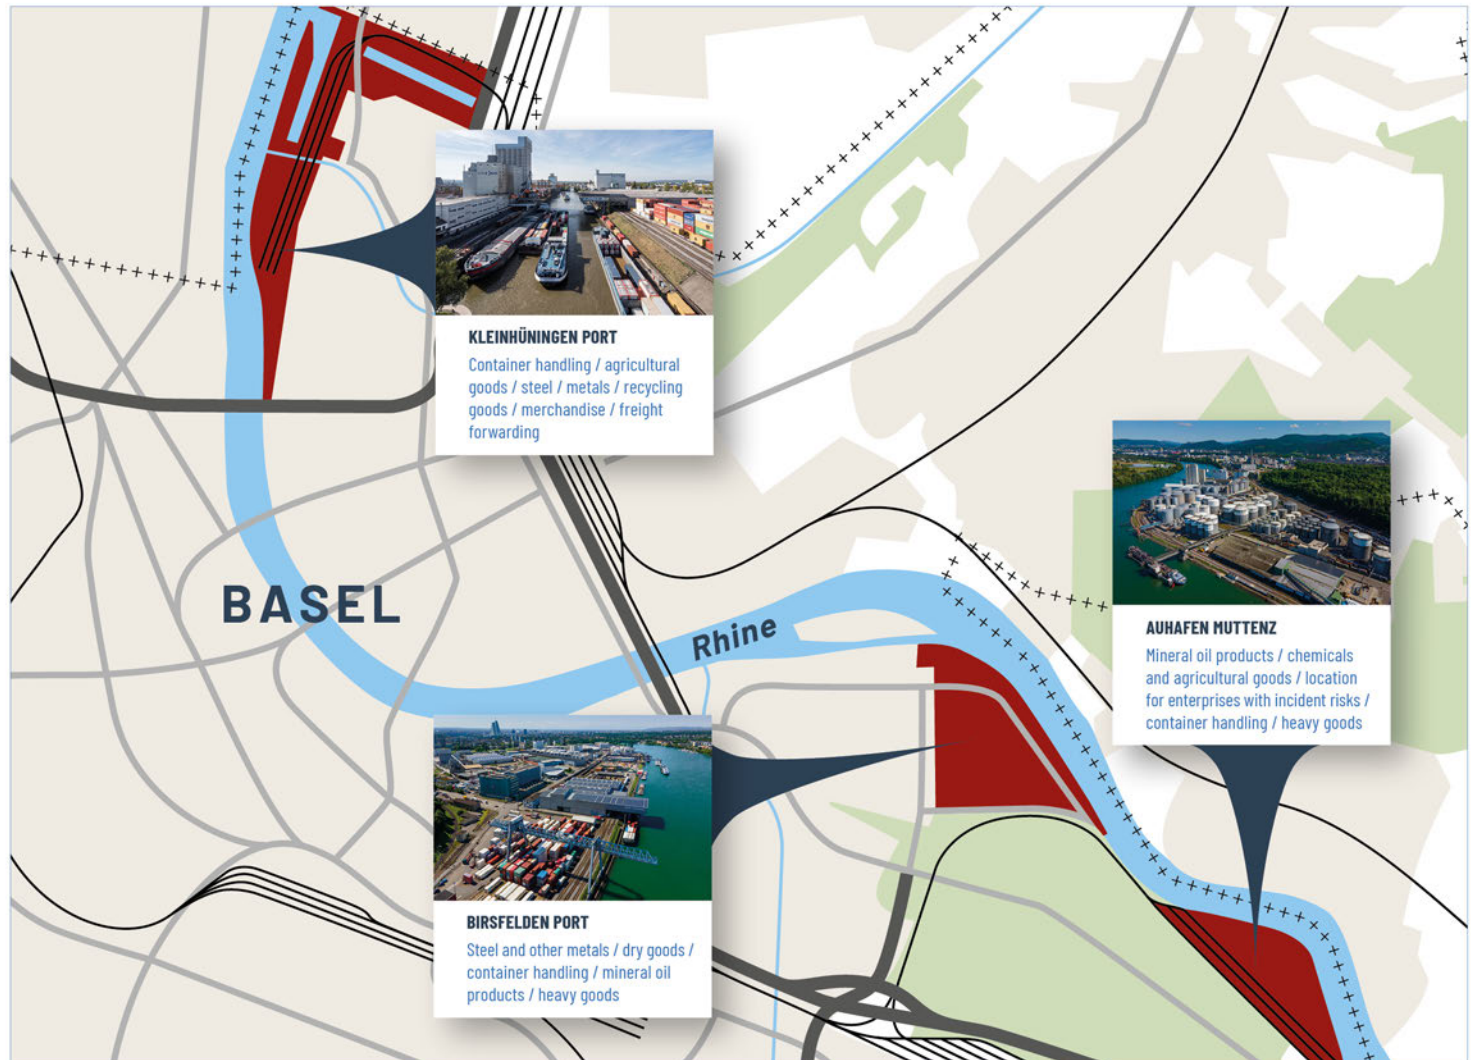 KLEINHÜNINGEN PORT
Container handling / agricultural
goods / steel / metals / recycling
goods / merchandise / freight
forwarding
BASEL
Rhine
AUHAFEN MUTTENZ
Mineral oil products / chemicals
and agricultural goods / location
for enterprises with incident risks /
container handling / heavy goods
BIRSFELDEN PORT
Steel and other metals / dry goods /
container handling / mineral oil
products / heavy goods